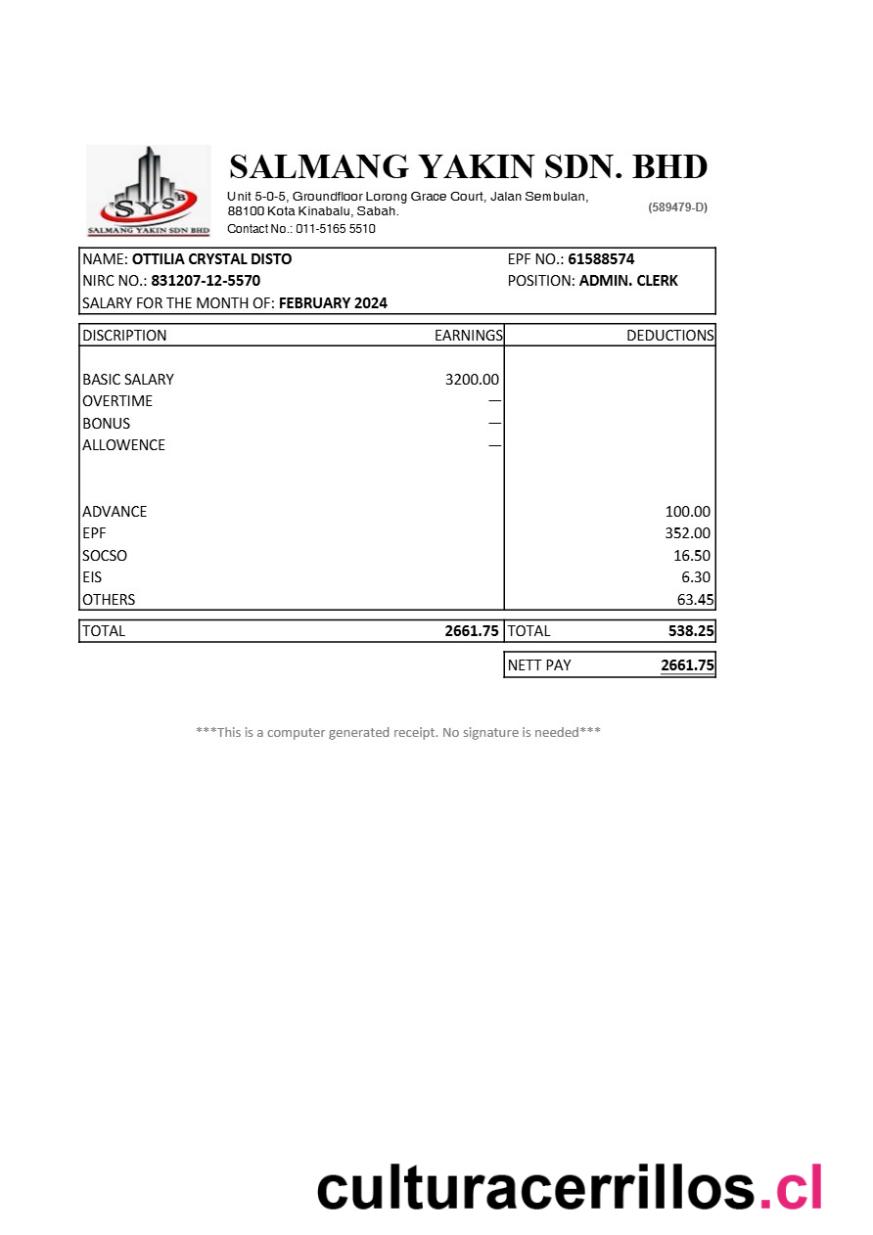 SYSB
SALMANG YAKIN SDN BHD
SALMANG YAKIN SDN. BHD
Unit 5-0-5, Groundfloor Lorong Grace Court, Jalan Sembulan,
88100 Kota Kinabalu, Sabah.
(589479-D)
Contact No.: 011-5165 5510
NAME: OTTILIA CRYSTAL DISTO EPF NO.: 61588574
NIRC NO.: 831207-12-5570 POSITION: ADMIN. CLERK
SALARY FOR THE MONTH OF: FEBRUARY 2024
DISCRIPTION EARNINGS DEDUCTIONS
BASIC SALARY 3200.00
OVERTIME —
BONUS —
ALLOWENCE —
ADVANCE 100.00
EPF 352.00
SOCSO 16.50
EIS 6.30
OTHERS 63.45
TOTAL 2661.75 TOTAL 538.25
NETT PAY 2661.75
***This is a computer generated receipt. No signature is needed***
culturacerrillos.cl